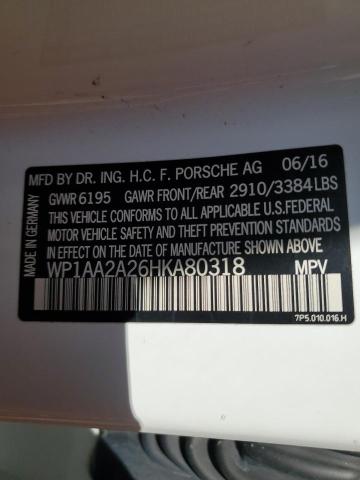 MFD BY DR. ING. H.C. F. PORSCHE AG 06/16
GVWR 6195 GAWR FRONT/REAR 2910/3384 LBS
THIS VEHICLE CONFORMS TO ALL APPLICABLE U.S.FEDERAL
MOTOR VEHICLE SAFETY AND THEFT PREVENTION STANDARDS
IN EFFECT ON THE DATE OF MANUFACTURE SHOWN ABOVE.
WP1AA2A26HKA80318 MPV
7P5.010.016.H
MADE IN GERMANY